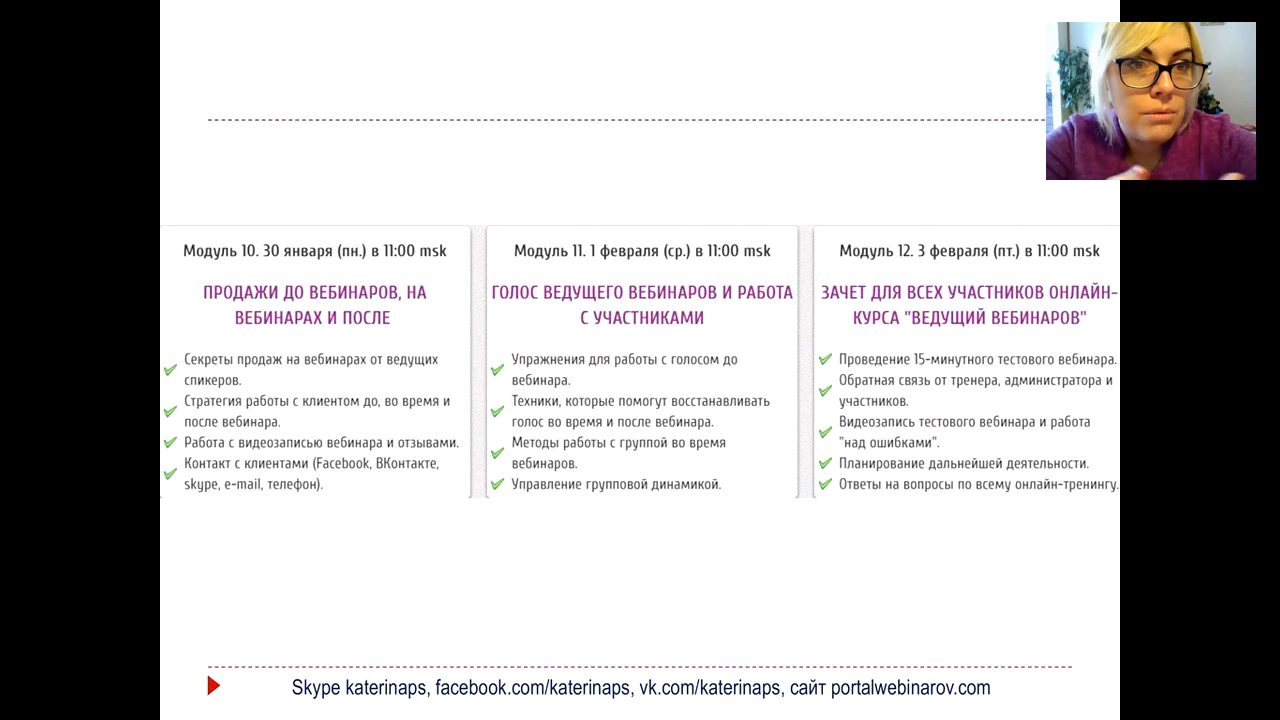 Модуль 10. 30 января (пн.) в 11:00 msk
ПРОДАЖИ ДО ВЕБИНАРОВ, НА
ВЕБИНАРАХ И ПОСЛЕ
Секреты продаж на вебинарах от ведущих
спикеров.
Стратегия работы с клиентом до, во время и
после вебинара.
Работа с видеозаписью вебинара и отзывами.
Контакт с клиентами (Facebook, ВКонтакте,
skype, e-mail, телефон).
Модуль 11. 1 февраля (ср.) в 11:00 msk
ГОЛОС ВЕДУЩЕГО ВЕБИНАРОВ И РАБОТА
С УЧАСТНИКАМИ
Упражнения для работы с голосом до
вебинара.
Техники, которые помогут восстанавливать
голос во время и после вебинара.
Методы работы с группой во время
вебинаров.
Управление групповой динамикой.
Модуль 12. 3 февраля (пт.) в 11:00 msk
ЗАЧЕТ ДЛЯ ВСЕХ УЧАСТНИКОВ ОНЛАЙН-
КУРСА "ВЕДУЩИЙ ВЕБИНАРОВ"
Проведение 15-минутного тестового вебинара.
Обратная связь от тренера, администратора и
участников.
Видеозапись тестового вебинара и работа
"над ошибками".
Планирование дальнейшей деятельности.
Ответы на вопросы по всему онлайн-тренингу.
Skype katerinaps, facebook.com/katerinaps, vk.com/katerinaps, сайт portalwebinarov.com